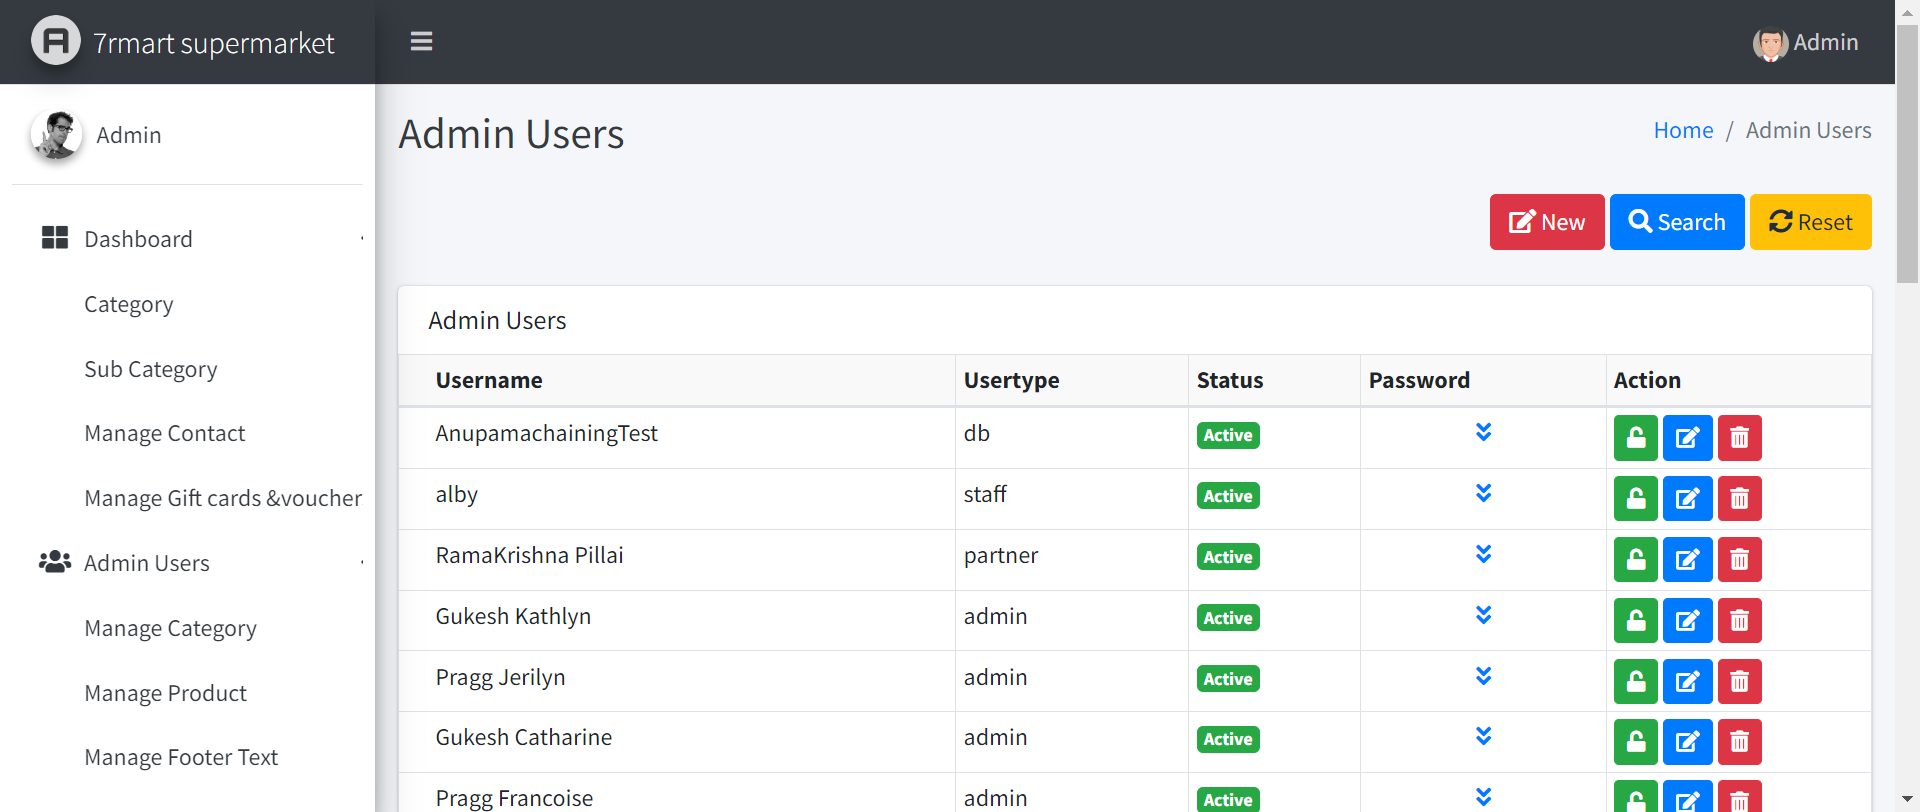 7rmart supermarket
Admin
Admin
Admin Users
Home / Admin Users
New Search Reset
Dashboard
Category
Sub Category
Manage Contact
Manage Gift cards &voucher
Admin Users
Manage Category
Manage Product
Manage Footer Text
Admin Users
Username Usertype Status Password Action
AnupamachainingTest db Active
alby staff Active
RamaKrishna Pillai partner Active
Gukesh Kathlyn admin Active
Pragg Jerilyn admin Active
Gukesh Catharine admin Active
Pragg Francoise admin Active